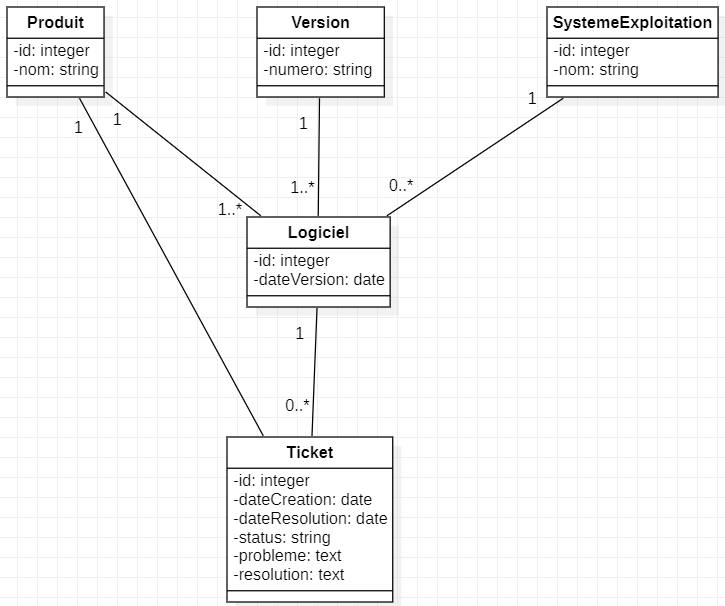 Produit
-id: integer
-nom: string
Version
-id: integer
-numero: string
SystemeExploitation
-id: integer
-nom: string
1
1
1
1
1..*
1..*
0..*
Logiciel
-id: integer
-dateVersion: date
1
0..*
Ticket
-id: integer
-dateCreation: date
-dateResolution: date
-status: string
-probleme: text
-resolution: text